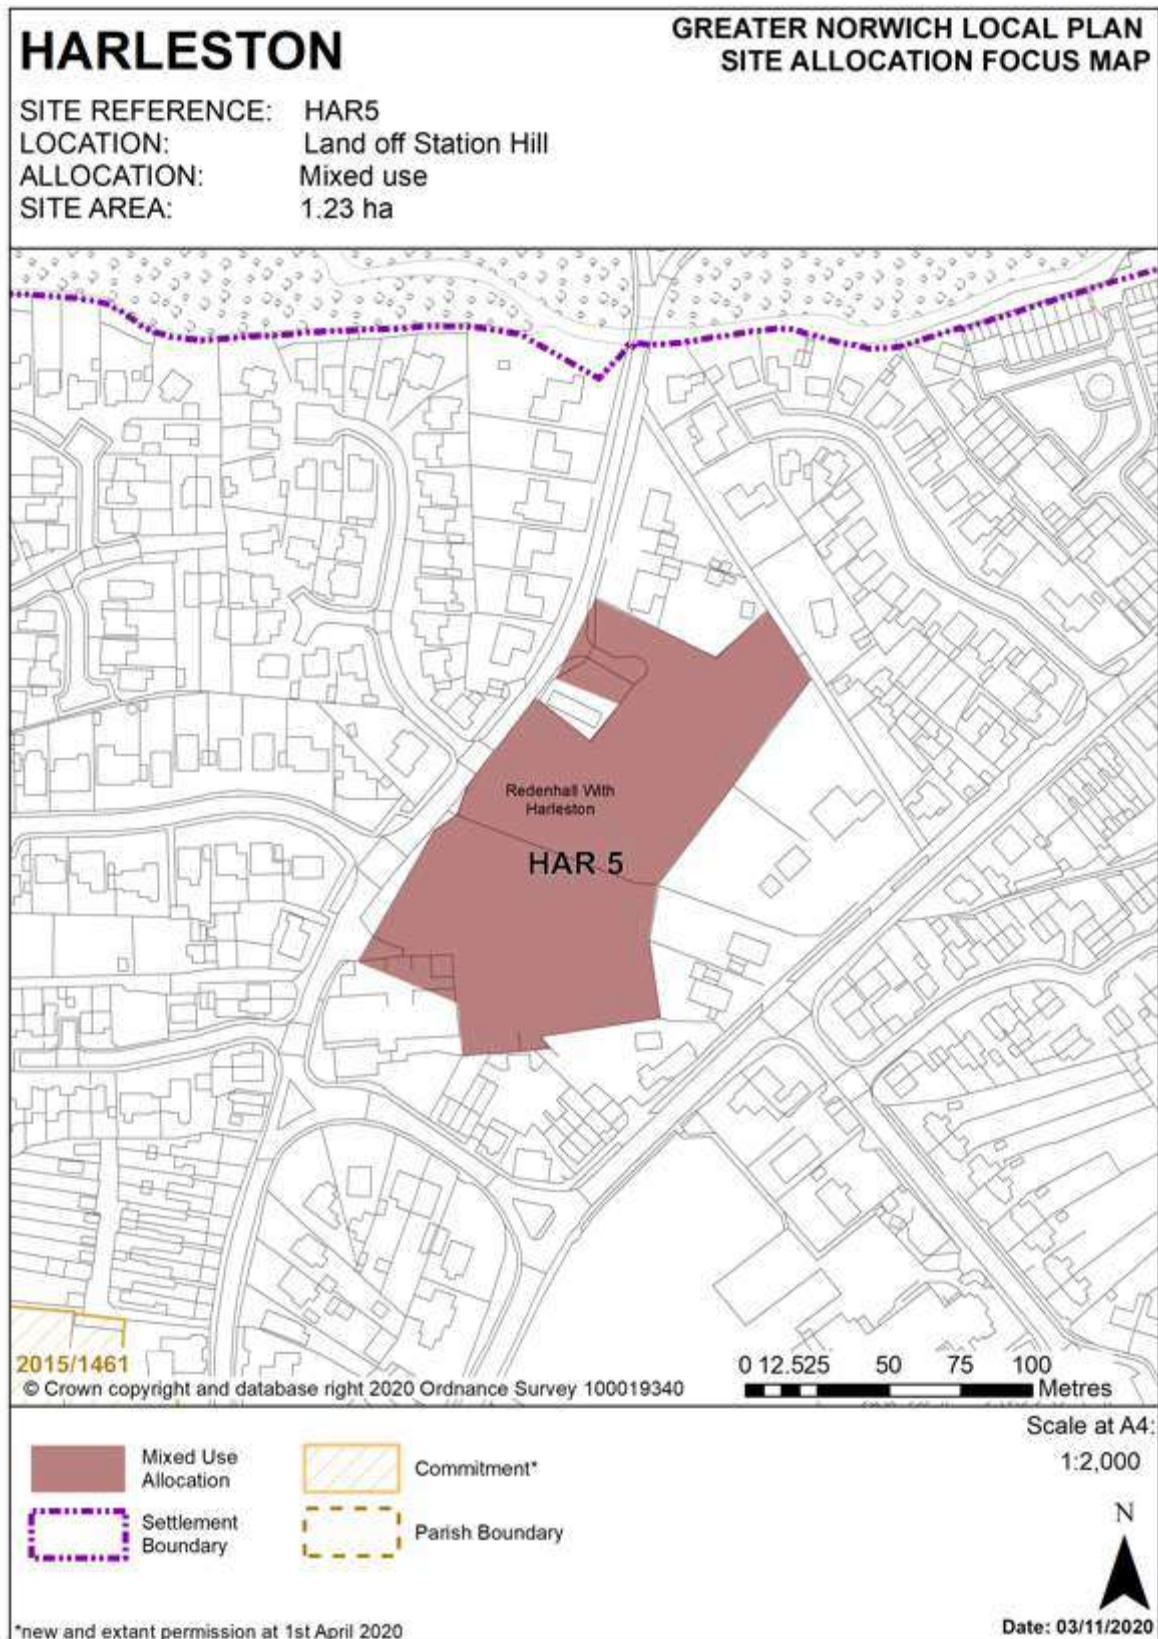 HARLESTON
GREATER NORWICH LOCAL PLAN
SITE ALLOCATION FOCUS MAP
SITE REFERENCE: HAR5
LOCATION: Land off Station Hill
ALLOCATION: Mixed use
SITE AREA: 1.23 ha
Redenhall With
Harleston
HAR 5
2015/1461
© Crown copyright and database right 2020 Ordnance Survey 100019340
0 12.525 50 75 100
Metres
Mixed Use
Allocation
Commitment*
Settlement
Boundary
Parish Boundary
Scale at A4:
1:2,000
N
*new and extant permission at 1st April 2020
Date: 03/11/2020